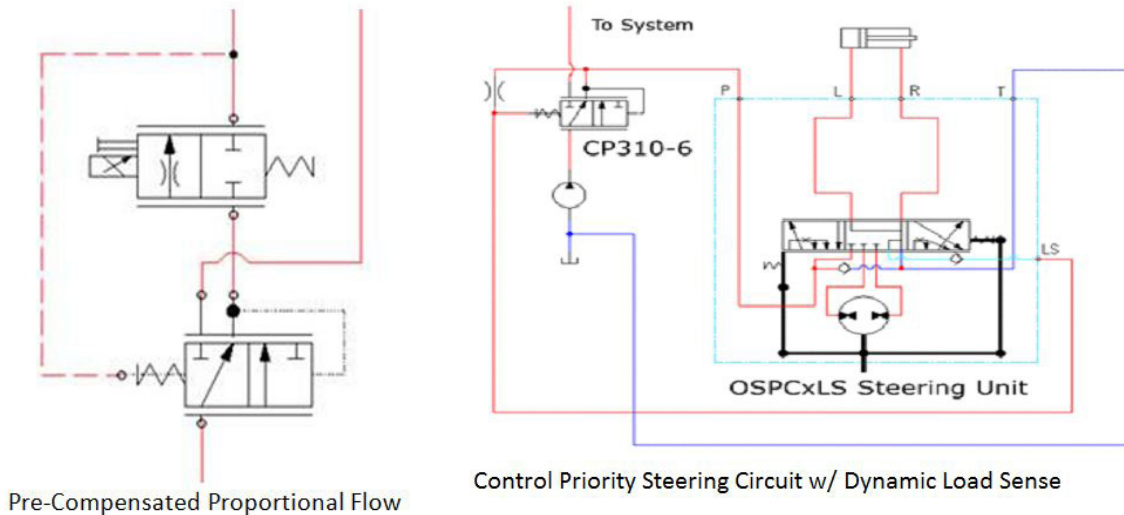 To System
P
L
R
T
CP310-6
LS
OSPCxLS Steering Unit
Pre-Compensated Proportional Flow
Control Priority Steering Circuit w/ Dynamic Load Sense